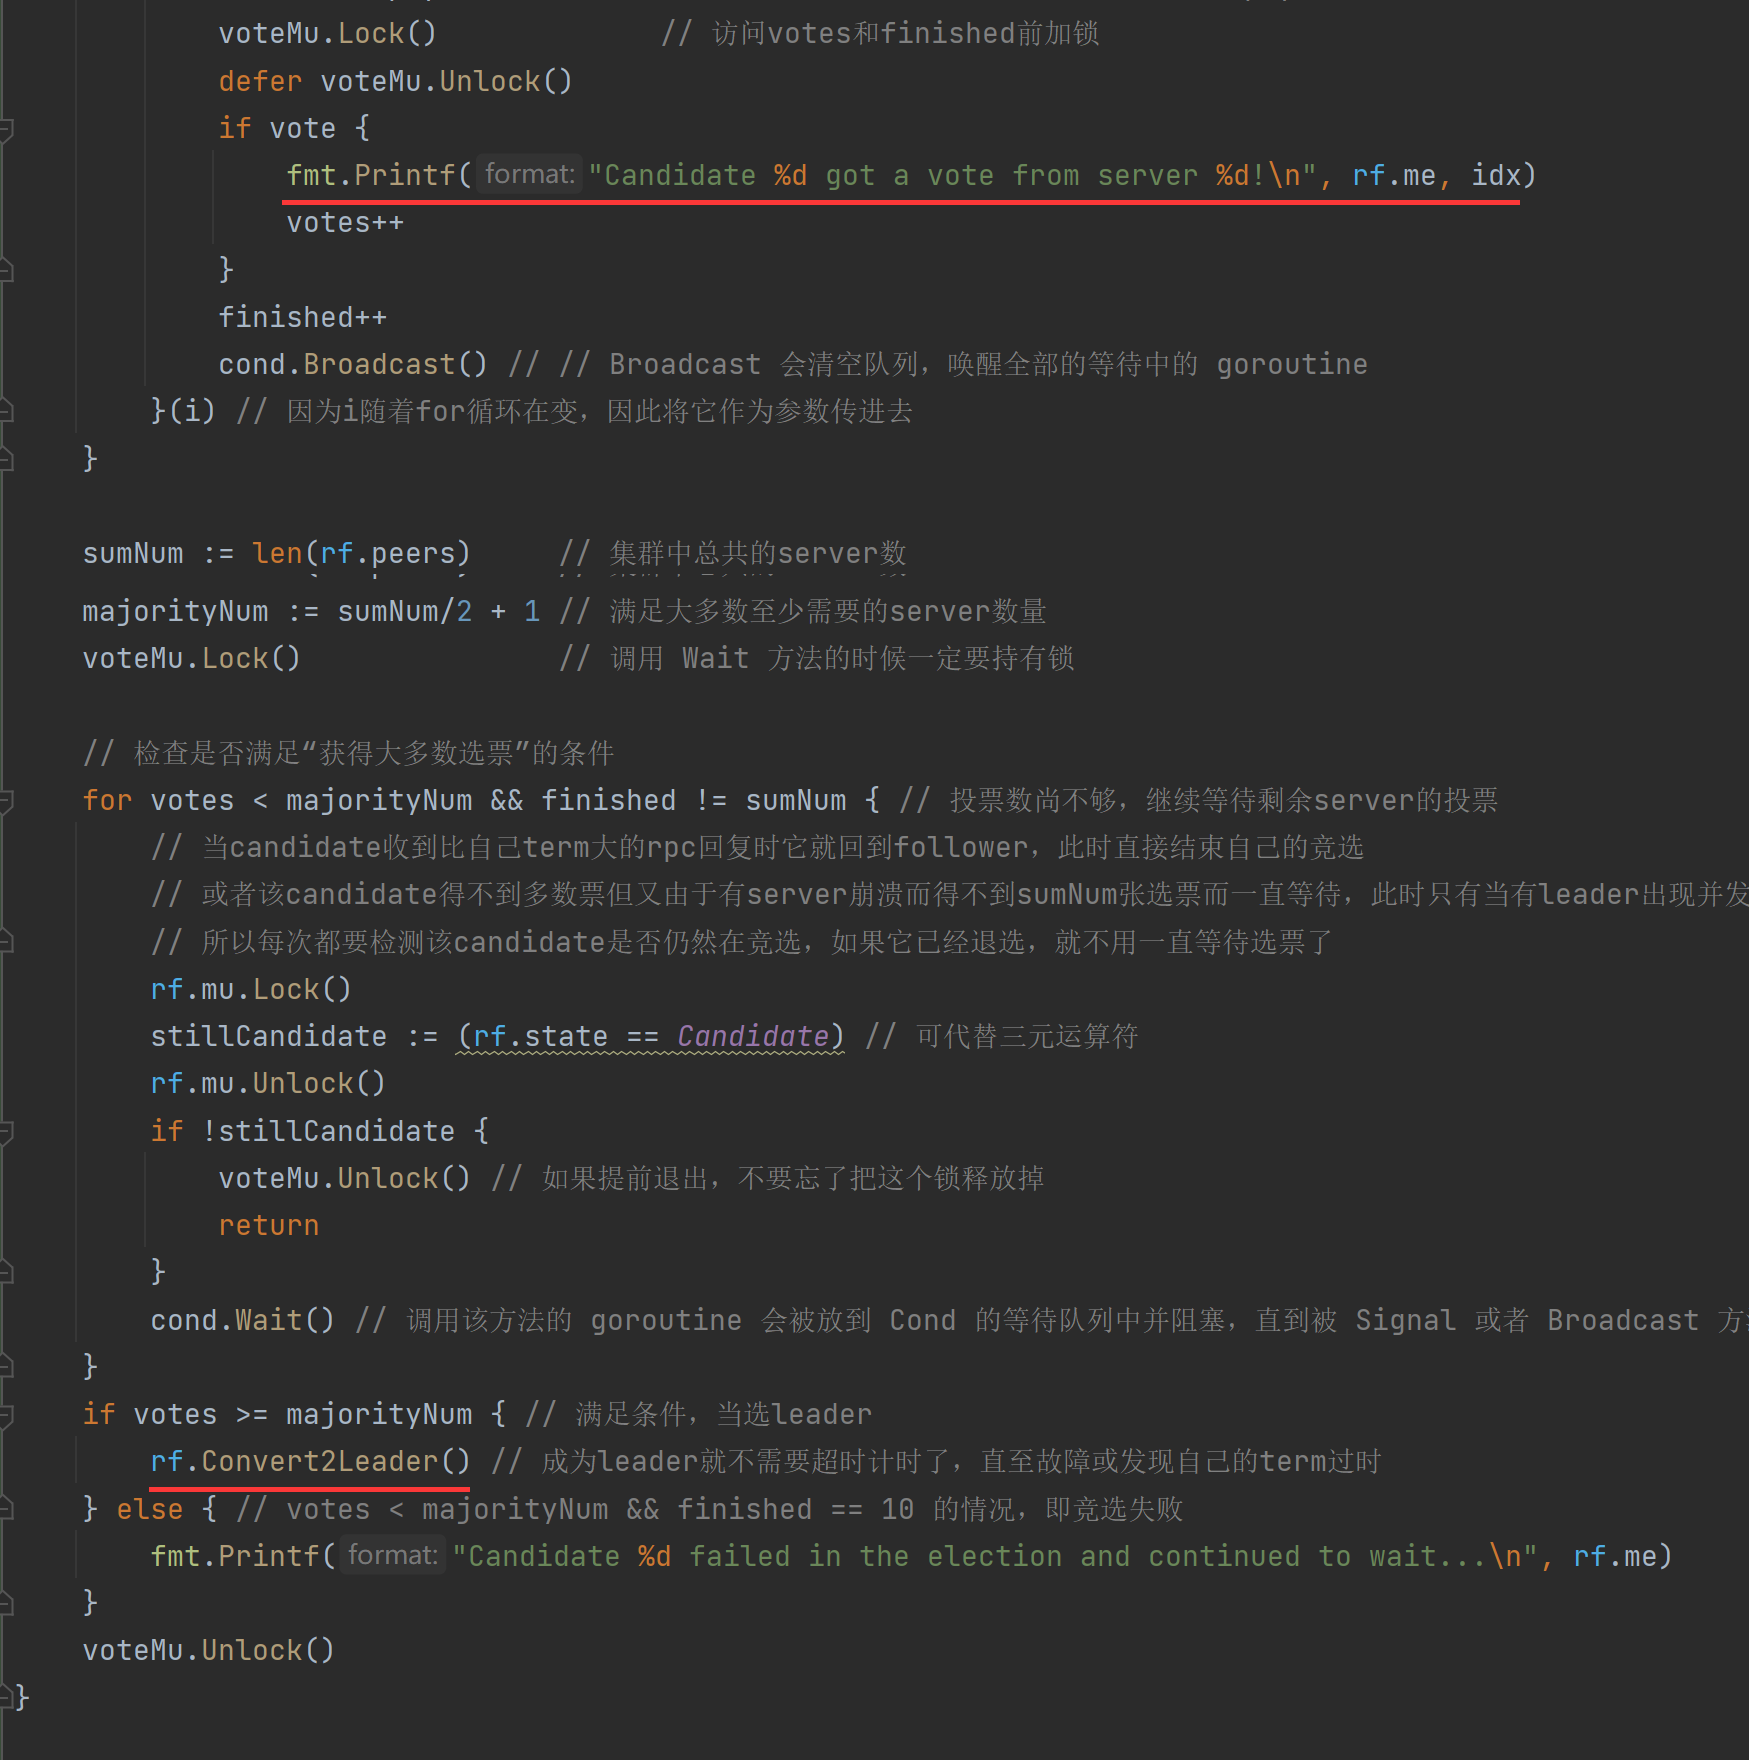 voteMu.Lock() // 访问votes和finished前加锁
defer voteMu.Unlock()
if vote {
fmt.Printf( format: "Candidate %d got a vote from server %d!\n", rf.me, idx)
votes++
}
finished++
cond.Broadcast() // // Broadcast 会清空队列，唤醒全部的等待中的 goroutine
}(i) // 因为i随着for循环在变，因此将它作为参数传进去
}
sumNum := len(rf.peers) // 集群中总共的server数
majorityNum := sumNum/2 + 1 // 满足大多数至少需要的server数量
voteMu.Lock() // 调用 Wait 方法的时候一定要持有锁
// 检查是否满足“获得大多数选票”的条件
for votes < majorityNum && finished != sumNum { // 投票数尚不够，继续等待剩余server的投票
// 当candidate收到比自己term大的rpc回复时它就回到follower，此时直接结束自己的竞选
// 或者该candidate得不到多数票但又由于有server崩溃而得不到sumNum张选票而一直等待，此时只有当有leader出现并发
// 所以每次都要检测该candidate是否仍然在竞选，如果它已经退选，就不用一直等待选票了
rf.mu.Lock()
stillCandidate := (rf.state == Candidate) // 可代替三元运算符
rf.mu.Unlock()
if !stillCandidate {
voteMu.Unlock() // 如果提前退出，不要忘了把这个锁释放掉
return
}
cond.Wait() // 调用该方法的 goroutine 会被放到 Cond 的等待队列中并阻塞，直到被 Signal 或者 Broadcast 方
}
if votes >= majorityNum { // 满足条件，当选leader
rf.Convert2Leader() // 成为leader就不需要超时计时了，直至故障或发现自己的term过时
} else { // votes < majorityNum && finished == 10 的情况，即竞选失败
fmt.Printf( format: "Candidate %d failed in the election and continued to wait...\n", rf.me)
}
voteMu.Unlock()
}